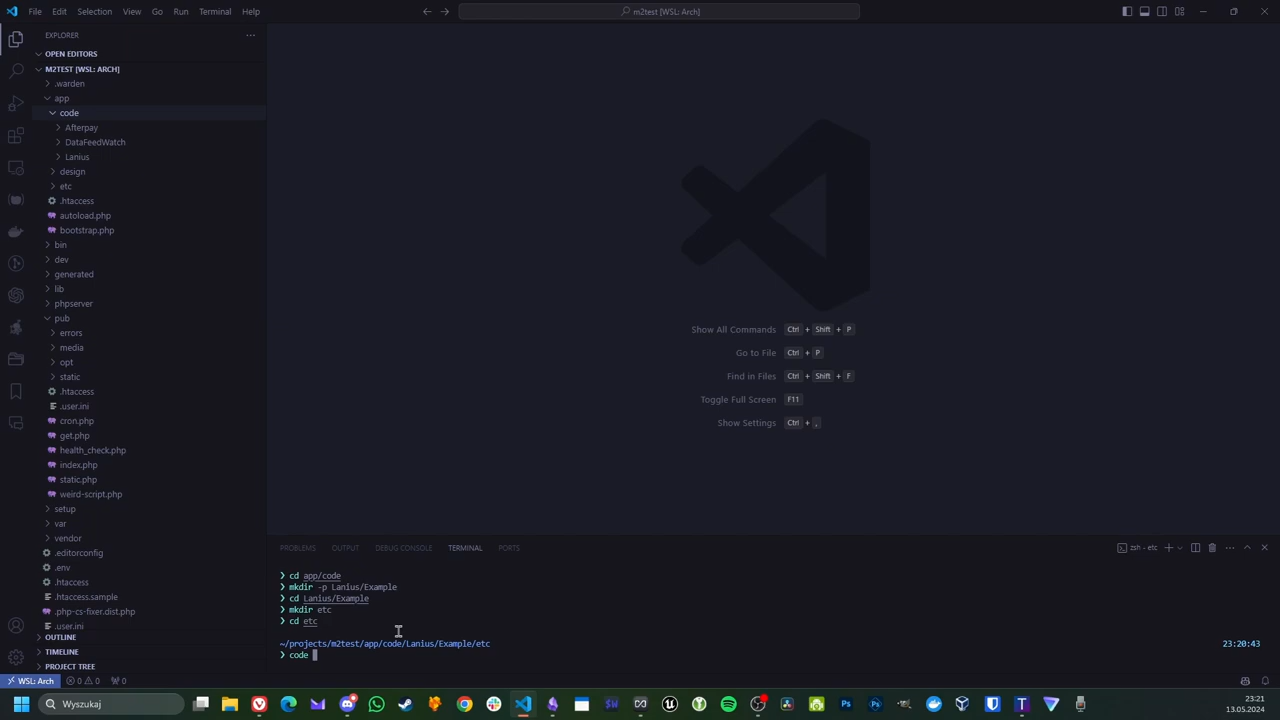 File Edit Selection View Go Run Terminal Help
m2test [WSL: Arch]
EXPLORER
OPEN EDITORS
M2TEST [WSL: ARCH]
.warden
app
code
Afterpay
DataFeedWatch
Lanius
design
etc
.htaccess
autoload.php
bootstrap.php
bin
dev
generated
lib
phpserver
pub
errors
media
opt
static
.htaccess
.user.ini
cron.php
get.php
health_check.php
index.php
static.php
weird-script.php
setup
var
vendor
.editorconfig
.env
.htaccess
.htaccess.sample
.php-cs-fixer.dist.php
.user.ini
OUTLINE
TIMELINE
PROJECT TREE
Show All Commands Ctrl + Shift + P
Go to File Ctrl + P
Find in Files Ctrl + Shift + F
Toggle Full Screen F11
Show Settings Ctrl + ,
PROBLEMS OUTPUT DEBUG CONSOLE TERMINAL PORTS
zsh - etc
❯ cd app/code
❯ mkdir -p Lanius/Example
❯ cd Lanius/Example
❯ mkdir etc
❯ cd etc
~/projects/m2test/app/code/Lanius/Example/etc 23:20:43
❯ code
WSL: Arch 0 0 0
Wyszukaj
23:21
13.05.2024